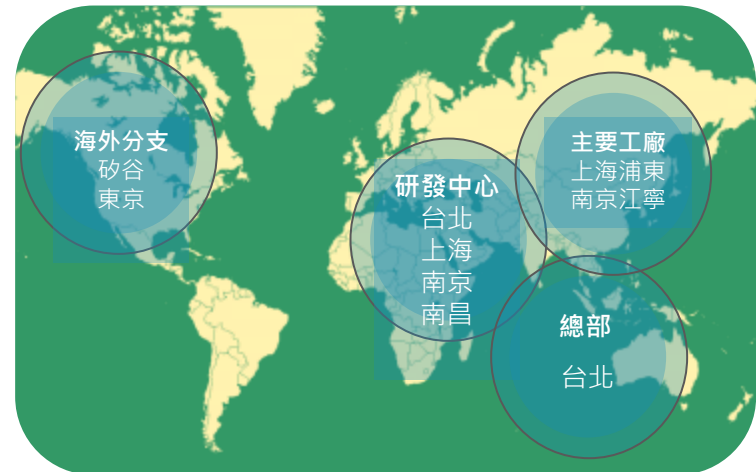 海外分支
矽谷
東京
研發中心
台北
上海
南京
南昌
主要工廠
上海浦東
南京江寧
總部
台北